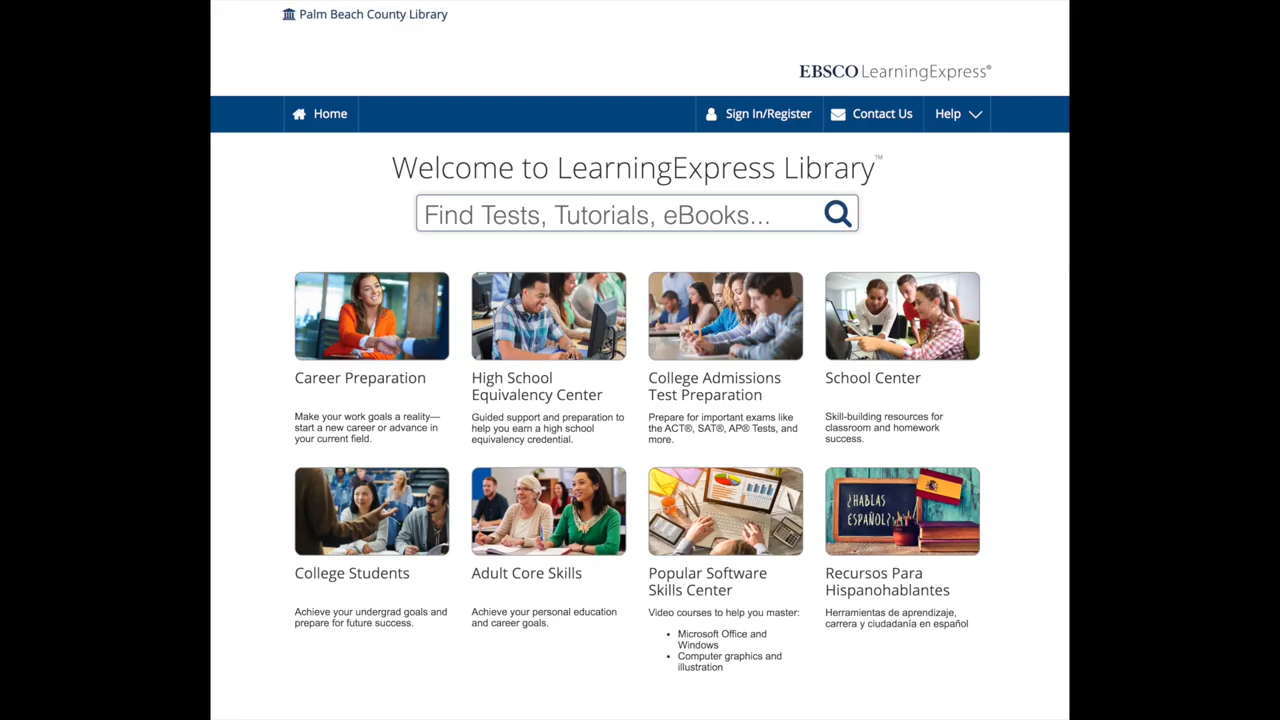 Palm Beach County Library
EBSCO LearningExpress®
Home
Sign In/Register
Contact Us
Help
Welcome to LearningExpress Library™
Find Tests, Tutorials, eBooks...
Career Preparation
Make your work goals a reality—
start a new career or advance in
your current field.
High School
Equivalency Center
Guided support and preparation to
help you earn a high school
equivalency credential.
College Admissions
Test Preparation
Prepare for important exams like
the ACT®, SAT®, AP® Tests, and
more.
School Center
Skill-building resources for
classroom and homework
success.
¿HABLAS
ESPAÑOL?
College Students
Achieve your undergrad goals and
prepare for future success.
Adult Core Skills
Achieve your personal education
and career goals.
Popular Software
Skills Center
Video courses to help you master:
• Microsoft Office and
Windows
• Computer graphics and
illustration
Recursos Para
Hispanohablantes
Herramientas de aprendizaje,
carrera y ciudadanía en español